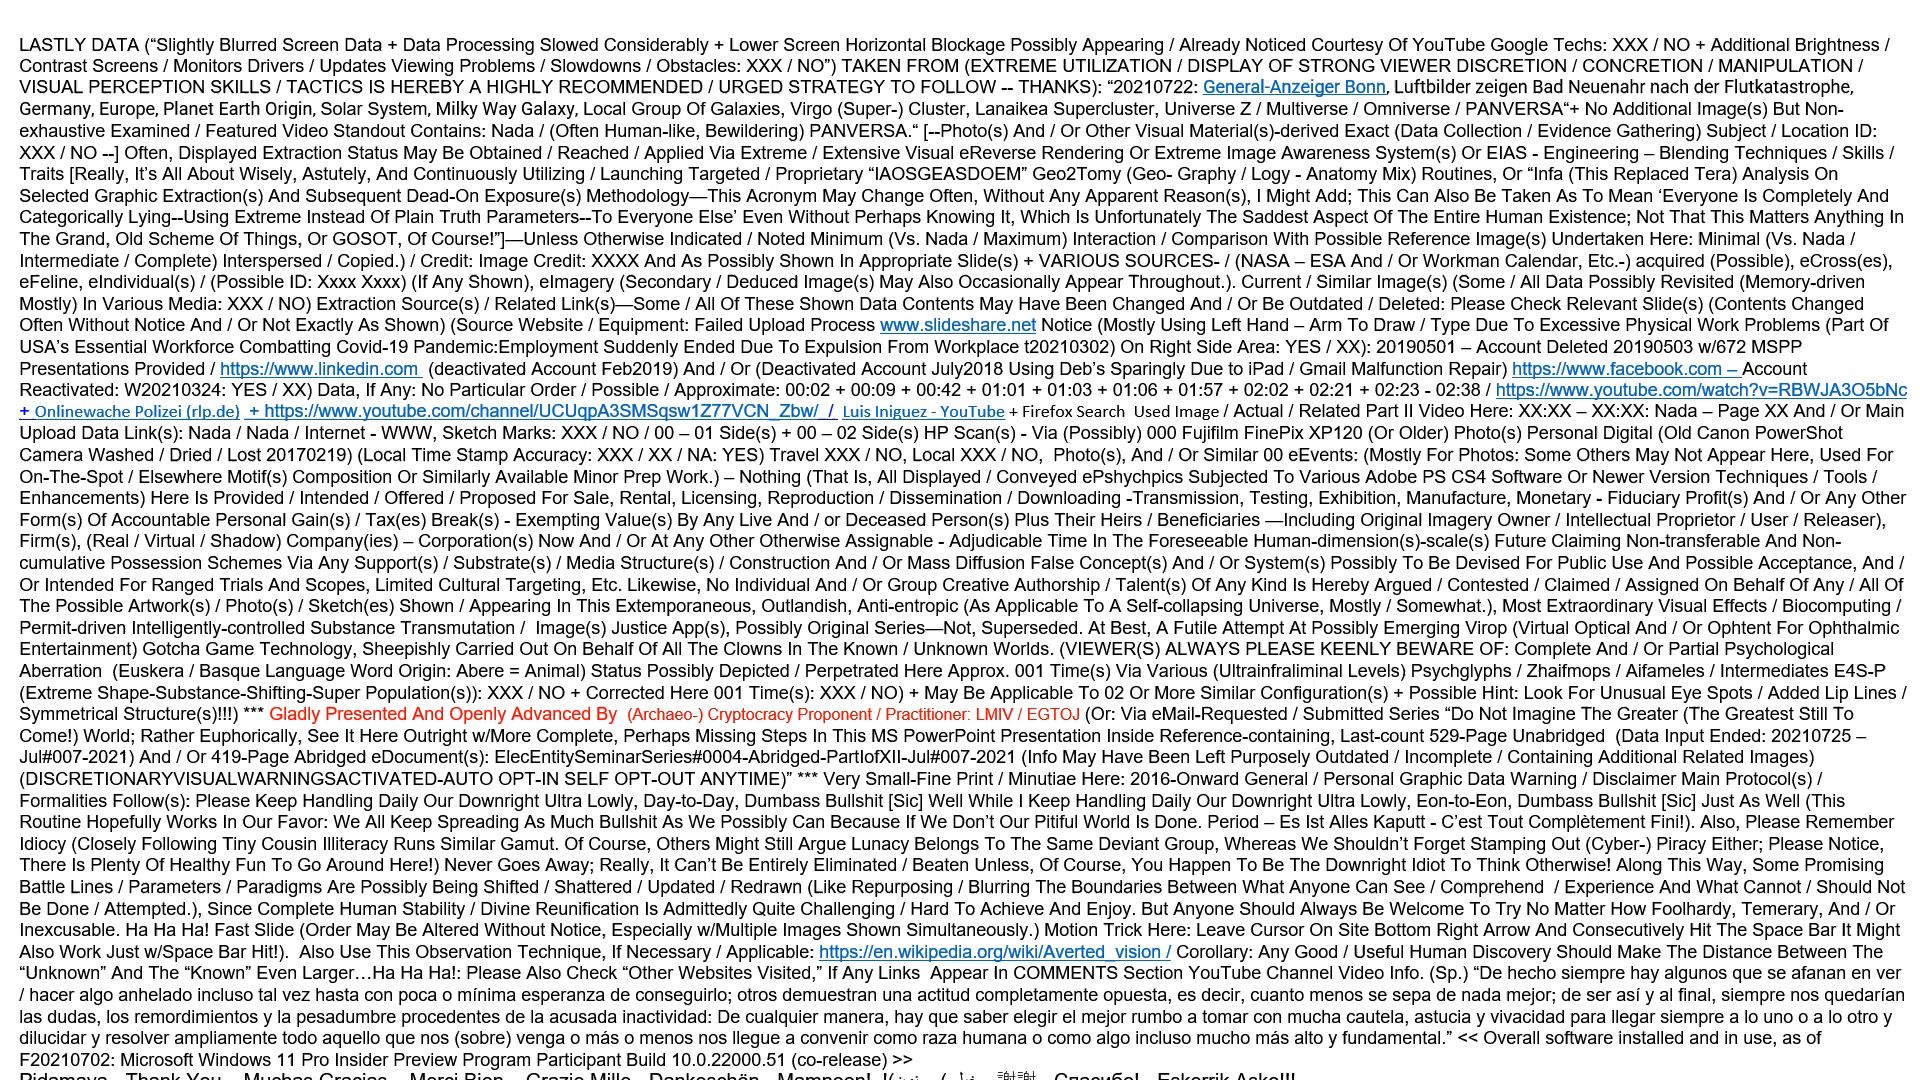 LASTLY DATA (“Slightly Blurred Screen Data + Data Processing Slowed Considerably + Lower Screen Horizontal Blockage Possibly Appearing / Already Noticed Courtesy Of YouTube Google Techs: XXX / NO + Additional Brightness /
Contrast Screens / Monitors Drivers / Updates Viewing Problems / Slowdowns / Obstacles: XXX / NO”) TAKEN FROM (EXTREME UTILIZATION / DISPLAY OF STRONG VIEWER DISCRETION / CONCRETION / MANIPULATION /
VISUAL PERCEPTION SKILLS / TACTICS IS HEREBY A HIGHLY RECOMMENDED / URGED STRATEGY TO FOLLOW -- THANKS): “20210722: General-Anzeiger Bonn, Luftbilder zeigen Bad Neuenahr nach der Flutkatastrophe,
Germany, Europe, Planet Earth Origin, Solar System, Milky Way Galaxy, Local Group Of Galaxies, Virgo (Super-) Cluster, Lanaikea Supercluster, Universe Z / Multiverse / Omniverse / PANVERSA“+ No Additional Image(s) But Non-
exhaustive Examined / Featured Video Standout Contains: Nada / (Often Human-like, Bewildering) PANVERSA.“ [--Photo(s) And / Or Other Visual Material(s)-derived Exact (Data Collection / Evidence Gathering) Subject / Location ID:
XXX / NO --] Often, Displayed Extraction Status May Be Obtained / Reached / Applied Via Extreme / Extensive Visual eReverse Rendering Or Extreme Image Awareness System(s) Or EIAS - Engineering – Blending Techniques / Skills /
Traits [Really, It’s All About Wisely, Astutely, And Continuously Utilizing / Launching Targeted / Proprietary “IAOSGEASDOEM” Geo2Tomy (Geo- Graphy / Logy - Anatomy Mix) Routines, Or “Infa (This Replaced Tera) Analysis On
Selected Graphic Extraction(s) And Subsequent Dead-On Exposure(s) Methodology—This Acronym May Change Often, Without Any Apparent Reason(s), I Might Add; This Can Also Be Taken As To Mean ‘Everyone Is Completely And
Categorically Lying--Using Extreme Instead Of Plain Truth Parameters--To Everyone Else’ Even Without Perhaps Knowing It, Which Is Unfortunately The Saddest Aspect Of The Entire Human Existence; Not That This Matters Anything In
The Grand, Old Scheme Of Things, Or GOSOT, Of Course!”]—Unless Otherwise Indicated / Noted Minimum (Vs. Nada / Maximum) Interaction / Comparison With Possible Reference Image(s) Undertaken Here: Minimal (Vs. Nada /
Intermediate / Complete) Interspersed / Copied.) / Credit: Image Credit: XXXX And As Possibly Shown In Appropriate Slide(s) + VARIOUS SOURCES- / (NASA – ESA And / Or Workman Calendar, Etc.-) acquired (Possible), eCross(es),
eFeline, eIndividual(s) / (Possible ID: Xxxx Xxxx) (If Any Shown), eImagery (Secondary / Deduced Image(s) May Also Occasionally Appear Throughout.). Current / Similar Image(s) (Some / All Data Possibly Revisited (Memory-driven
Mostly) In Various Media: XXX / NO) Extraction Source(s) / Related Link(s)—Some / All Of These Shown Data Contents May Have Been Changed And / Or Be Outdated / Deleted: Please Check Relevant Slide(s) (Contents Changed
Often Without Notice And / Or Not Exactly As Shown) (Source Website / Equipment: Failed Upload Process www.slideshare.net Notice (Mostly Using Left Hand – Arm To Draw / Type Due To Excessive Physical Work Problems (Part Of
USA’s Essential Workforce Combatting Covid-19 Pandemic:Employment Suddenly Ended Due To Expulsion From Workplace t20210302) On Right Side Area: YES / XX): 20190501 – Account Deleted 20190503 w/672 MSPP
Presentations Provided / https://www.linkedin.com (deactivated Account Feb2019) And / Or (Deactivated Account July2018 Using Deb’s Sparingly Due to iPad / Gmail Malfunction Repair) https://www.facebook.com – Account
Reactivated: W20210324: YES / XX) Data, If Any: No Particular Order / Possible / Approximate: 00:02 + 00:09 + 00:42 + 01:01 + 01:03 + 01:06 + 01:57 + 02:02 + 02:21 + 02:23 - 02:38 / https://www.youtube.com/watch?v=RBWJA3O5bNc
+ Onlinewache Polizei (rlp.de) + https://www.youtube.com/channel/UCUqpA3SMSqsw1Z77VCN_Zbw/ / Luis Iniguez - YouTube + Firefox Search Used Image / Actual / Related Part II Video Here: XX:XX – XX:XX: Nada – Page XX And / Or Main
Upload Data Link(s): Nada / Nada / Internet - WWW, Sketch Marks: XXX / NO / 00 – 01 Side(s) + 00 – 02 Side(s) HP Scan(s) - Via (Possibly) 000 Fujifilm FinePix XP120 (Or Older) Photo(s) Personal Digital (Old Canon PowerShot
Camera Washed / Dried / Lost 20170219) (Local Time Stamp Accuracy: XXX / XX / NA: YES) Travel XXX / NO, Local XXX / NO, Photo(s), And / Or Similar 00 eEvents: (Mostly For Photos: Some Others May Not Appear Here, Used For
On-The-Spot / Elsewhere Motif(s) Composition Or Similarly Available Minor Prep Work.) – Nothing (That Is, All Displayed / Conveyed ePshychpics Subjected To Various Adobe PS CS4 Software Or Newer Version Techniques / Tools /
Enhancements) Here Is Provided / Intended / Offered / Proposed For Sale, Rental, Licensing, Reproduction / Dissemination / Downloading -Transmission, Testing, Exhibition, Manufacture, Monetary - Fiduciary Profit(s) And / Or Any Other
Form(s) Of Accountable Personal Gain(s) / Tax(es) Break(s) - Exempting Value(s) By Any Live And / or Deceased Person(s) Plus Their Heirs / Beneficiaries —Including Original Imagery Owner / Intellectual Proprietor / User / Releaser),
Firm(s), (Real / Virtual / Shadow) Company(ies) – Corporation(s) Now And / Or At Any Other Otherwise Assignable - Adjudicable Time In The Foreseeable Human-dimension(s)-scale(s) Future Claiming Non-transferable And Non-
cumulative Possession Schemes Via Any Support(s) / Substrate(s) / Media Structure(s) / Construction And / Or Mass Diffusion False Concept(s) And / Or System(s) Possibly To Be Devised For Public Use And Possible Acceptance, And /
Or Intended For Ranged Trials And Scopes, Limited Cultural Targeting, Etc. Likewise, No Individual And / Or Group Creative Authorship / Talent(s) Of Any Kind Is Hereby Argued / Contested / Claimed / Assigned On Behalf Of Any / All Of
The Possible Artwork(s) / Photo(s) / Sketch(es) Shown / Appearing In This Extemporaneous, Outlandish, Anti-entropic (As Applicable To A Self-collapsing Universe, Mostly / Somewhat.), Most Extraordinary Visual Effects / Biocomputing /
Permit-driven Intelligently-controlled Substance Transmutation / Image(s) Justice App(s), Possibly Original Series—Not, Superseded. At Best, A Futile Attempt At Possibly Emerging Virop (Virtual Optical And / Or Ophtent For Ophthalmic
Entertainment) Gotcha Game Technology, Sheepishly Carried Out On Behalf Of All The Clowns In The Known / Unknown Worlds. (VIEWER(S) ALWAYS PLEASE KEENLY BEWARE OF: Complete And / Or Partial Psychological
Aberration (Euskera / Basque Language Word Origin: Abere = Animal) Status Possibly Depicted / Perpetrated Here Approx. 001 Time(s) Via Various (Ultrainfraliminal Levels) Psychglyphs / Zhaifmops / Aifameles / Intermediates E4S-P
(Extreme Shape-Substance-Shifting-Super Population(s)): XXX / NO + Corrected Here 001 Time(s): XXX / NO) + May Be Applicable To 02 Or More Similar Configuration(s) + Possible Hint: Look For Unusual Eye Spots / Added Lip Lines /
Symmetrical Structure(s)!!!) *** Gladly Presented And Openly Advanced By (Archaeo-) Cryptocracy Proponent / Practitioner: LMIV / EGTOJ (Or: Via eMail-Requested / Submitted Series “Do Not Imagine The Greater (The Greatest Still To
Come!) World; Rather Euphorically, See It Here Outright w/More Complete, Perhaps Missing Steps In This MS PowerPoint Presentation Inside Reference-containing, Last-count 529-Page Unabridged (Data Input Ended: 20210725 –
Jul#007-2021) And / Or 419-Page Abridged eDocument(s): ElecEntitySeminarSeries#0004-Abridged-PartIofXII-Jul#007-2021 (Info May Have Been Left Purposely Outdated / Incomplete / Containing Additional Related Images)
(DISCRETIONARYVISUALWARNINGSACTIVATED-AUTO OPT-IN SELF OPT-OUT ANYTIME)” *** Very Small-Fine Print / Minutiae Here: 2016-Onward General / Personal Graphic Data Warning / Disclaimer Main Protocol(s) /
Formalities Follow(s): Please Keep Handling Daily Our Downright Ultra Lowly, Day-to-Day, Dumbass Bullshit [Sic] Well While I Keep Handling Daily Our Downright Ultra Lowly, Eon-to-Eon, Dumbass Bullshit [Sic] Just As Well (This
Routine Hopefully Works In Our Favor: We All Keep Spreading As Much Bullshit As We Possibly Can Because If We Don’t Our Pitiful World Is Done. Period – Es Ist Alles Kaputt - C’est Tout Complètement Fini!). Also, Please Remember
Idiocy (Closely Following Tiny Cousin Illiteracy Runs Similar Gamut. Of Course, Others Might Still Argue Lunacy Belongs To The Same Deviant Group, Whereas We Shouldn’t Forget Stamping Out (Cyber-) Piracy Either; Please Notice,
There Is Plenty Of Healthy Fun To Go Around Here!) Never Goes Away; Really, It Can’t Be Entirely Eliminated / Beaten Unless, Of Course, You Happen To Be The Downright Idiot To Think Otherwise! Along This Way, Some Promising
Battle Lines / Parameters / Paradigms Are Possibly Being Shifted / Shattered / Updated / Redrawn (Like Repurposing / Blurring The Boundaries Between What Anyone Can See / Comprehend / Experience And What Cannot / Should Not
Be Done / Attempted.), Since Complete Human Stability / Divine Reunification Is Admittedly Quite Challenging / Hard To Achieve And Enjoy. But Anyone Should Always Be Welcome To Try No Matter How Foolhardy, Temerary, And / Or
Inexcusable. Ha Ha Ha! Fast Slide (Order May Be Altered Without Notice, Especially w/Multiple Images Shown Simultaneously.) Motion Trick Here: Leave Cursor On Site Bottom Right Arrow And Consecutively Hit The Space Bar It Might
Also Work Just w/Space Bar Hit!). Also Use This Observation Technique, If Necessary / Applicable: https://en.wikipedia.org/wiki/Averted_vision / Corollary: Any Good / Useful Human Discovery Should Make The Distance Between The
“Unknown” And The “Known” Even Larger…Ha Ha Ha!: Please Also Check “Other Websites Visited,” If Any Links Appear In COMMENTS Section YouTube Channel Video Info. (Sp.) “De hecho siempre hay algunos que se afanan en ver
/ hacer algo anhelado incluso tal vez hasta con poca o mínima esperanza de conseguirlo; otros demuestran una actitud completamente opuesta, es decir, cuanto menos se sepa de nada mejor; de ser así y al final, siempre nos quedarían
las dudas, los remordimientos y la pesadumbre procedentes de la acusada inactividad: De cualquier manera, hay que saber elegir el mejor rumbo a tomar con mucha cautela, astucia y vivacidad para llegar siempre a lo uno o a lo otro y
dilucidar y resolver ampliamente todo aquello que nos (sobre) venga o más o menos nos llegue a convenir como raza humana o como algo incluso mucho más alto y fundamental.” << Overall software installed and in use, as of
F20210702: Microsoft Windows 11 Pro Insider Preview Program Participant Build 10.0.22000.51 (co-release) >>
Thank You – Muchas Gracias – Merci Bien – Grazie Mille – Dankeschön – Спасибо! – Eskerrik Asko!!!